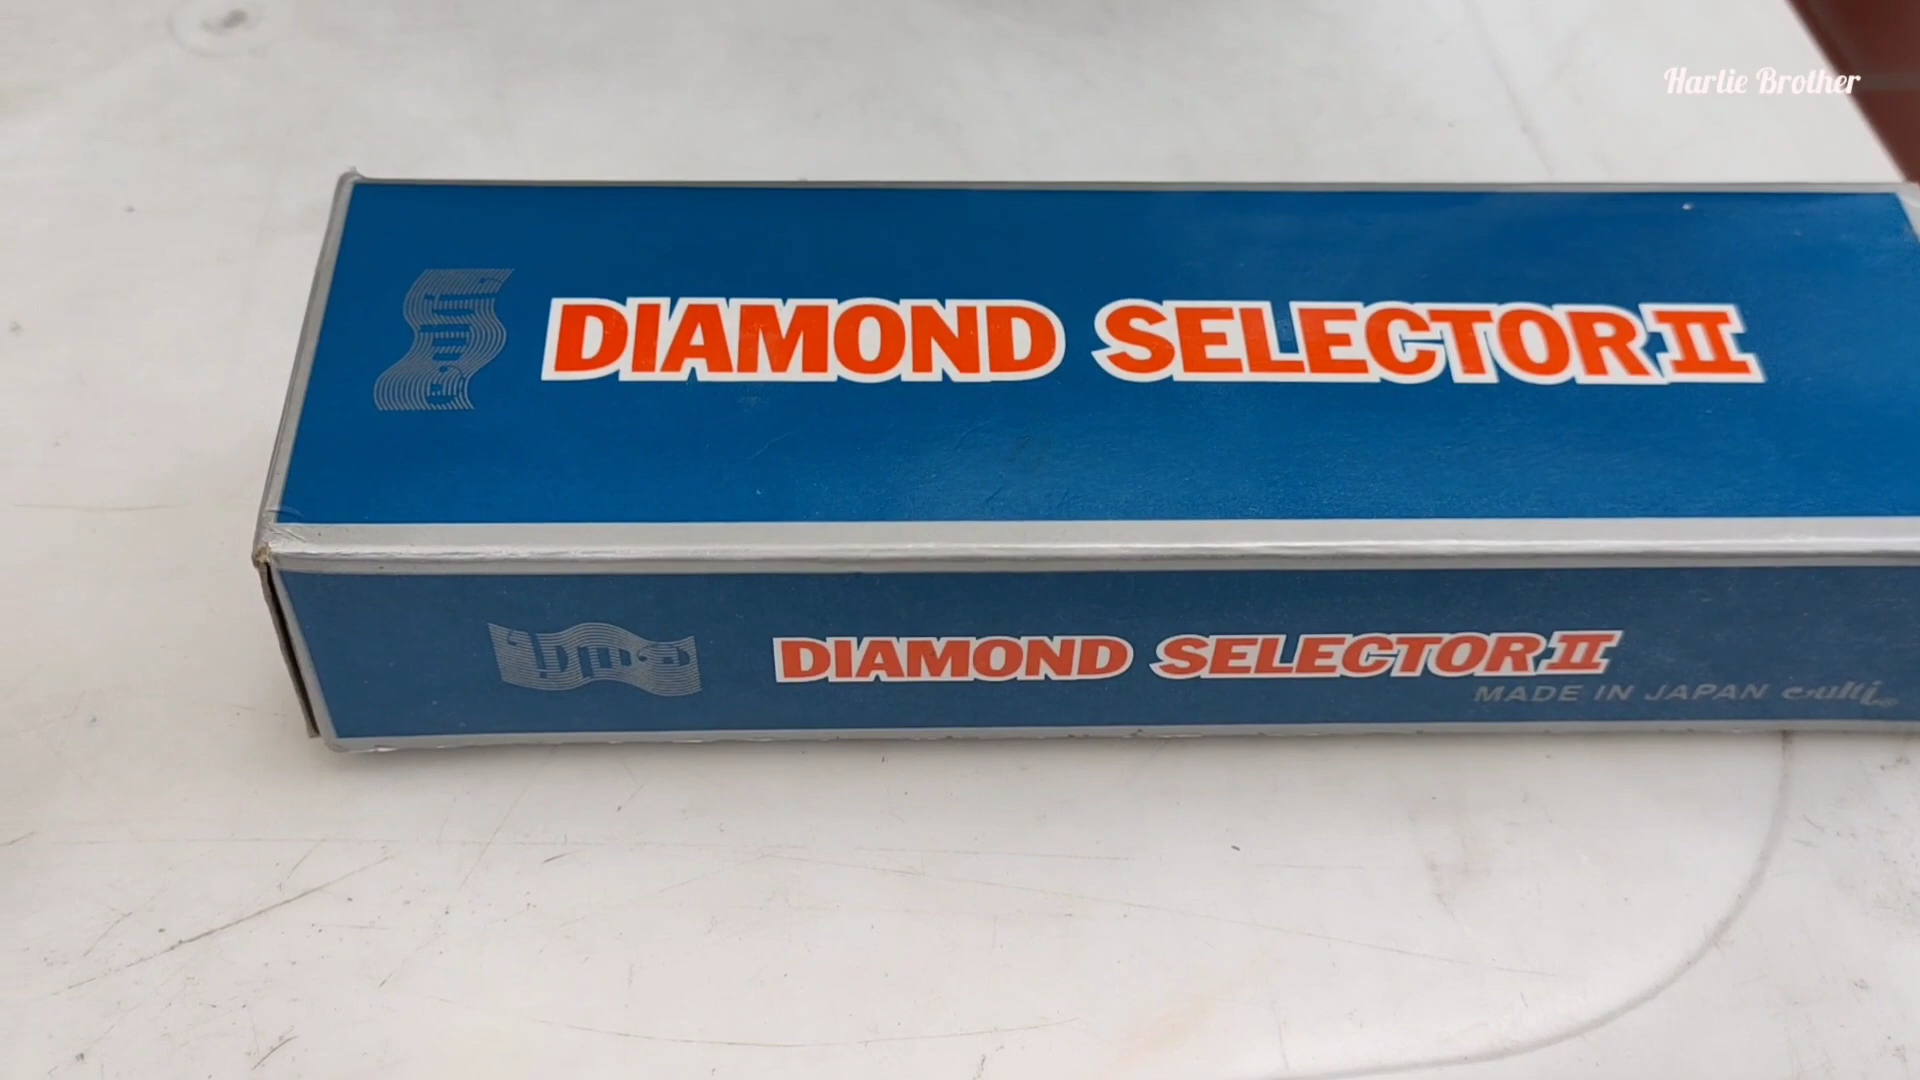 Harlie Brother
DIAMOND SELECTOR II
DIAMOND SELECTOR II
MADE IN JAPAN